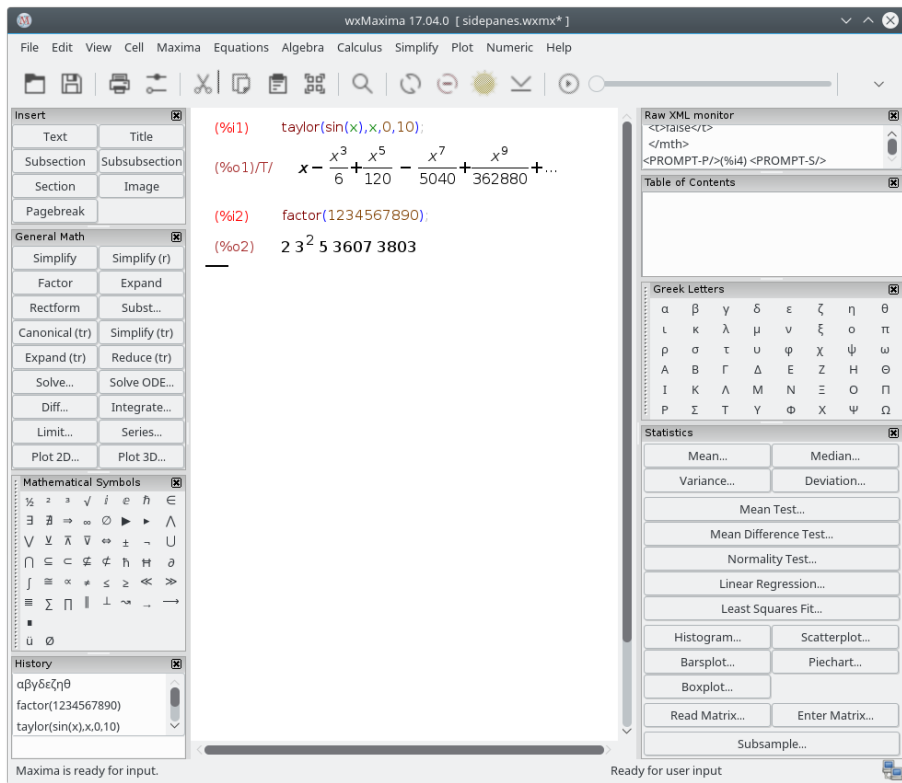 wxMaxima 17.04.0 [ sidepanes.wxmx* ]
File Edit View Cell Maxima Equations Algebra Calculus Simplify Plot Numeric Help
Insert
Text Title
Subsection Subsubsection
Section Image
Pagebreak
General Math
Simplify Simplify (r)
Factor Expand
Rectform Subst...
Canonical (tr) Simplify (tr)
Expand (tr) Reduce (tr)
Solve... Solve ODE...
Diff... Integrate...
Limit... Series...
Plot 2D... Plot 3D...
Mathematical Symbols
½ ² ³ √ ⅈ ⅇ ℏ ∈
∃ ∄ ⇒ ∞ ∅ ▶ ▸ ⋀
⋁ ⊻ ⊼ ⊽ ⇔ ± ¬ ⋃
⋂ ⊆ ⊂ ⊈ ⊄ ħ Ħ ∂
∫ ≅ ∝ ≠ ≤ ≥ ≪ ≫
≣ ∑ ∏ ∥ ⟂ ↝ → ⟶
∎
ü Ø
History
αβγδεζηθ
factor(1234567890)
taylor(sin(x),x,0,10)
(%i1) taylor(sin(x),x,0,10);
(%o1)/T/ x − x³/6 + x⁵/120 − x⁷/5040 + x⁹/362880 + ...
(%i2) factor(1234567890);
(%o2) 2 3² 5 3607 3803
Raw XML monitor
<t>false</t>
</mth>
<PROMPT-P/>(%i4) <PROMPT-S/>
Table of Contents
Greek Letters
α β γ δ ε ζ η θ
ι κ λ μ ν ξ ο π
ρ σ τ υ φ χ ψ ω
Α Β Γ Δ Ε Ζ Η Θ
Ι Κ Λ Μ Ν Ξ Ο Π
Ρ Σ Τ Υ Φ Χ Ψ Ω
Statistics
Mean... Median...
Variance... Deviation...
Mean Test...
Mean Difference Test...
Normality Test...
Linear Regression...
Least Squares Fit...
Histogram... Scatterplot...
Barsplot... Piechart...
Boxplot...
Read Matrix... Enter Matrix...
Subsample...
Maxima is ready for input. Ready for user input